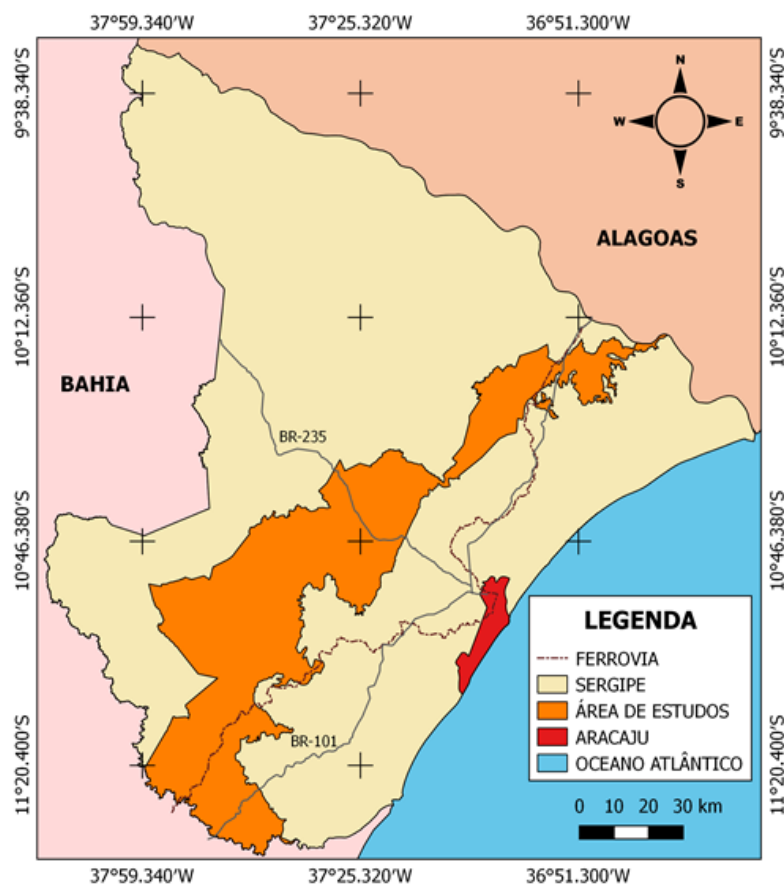 37°59.340'W 37°25.320'W 36°51.300'W
9°38.340'S 9°38.340'S
N
W E
S
ALAGOAS
10°12.360'S 10°12.360'S
BAHIA
BR-235
10°46.380'S 10°46.380'S
LEGENDA
FERROVIA
SERGIPE
ÁREA DE ESTUDOS
ARACAJU
OCEANO ATLÂNTICO
BR-101
11°20.400'S 11°20.400'S
0 10 20 30 km
37°59.340'W 37°25.320'W 36°51.300'W